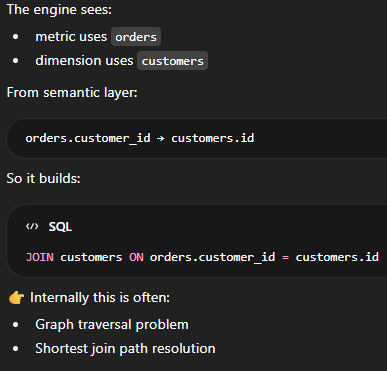 The engine sees:
• metric uses orders
• dimension uses customers
From semantic layer:
orders.customer_id → customers.id
So it builds:
</> SQL
JOIN customers ON orders.customer_id = customers.id
👉 Internally this is often:
• Graph traversal problem
• Shortest join path resolution